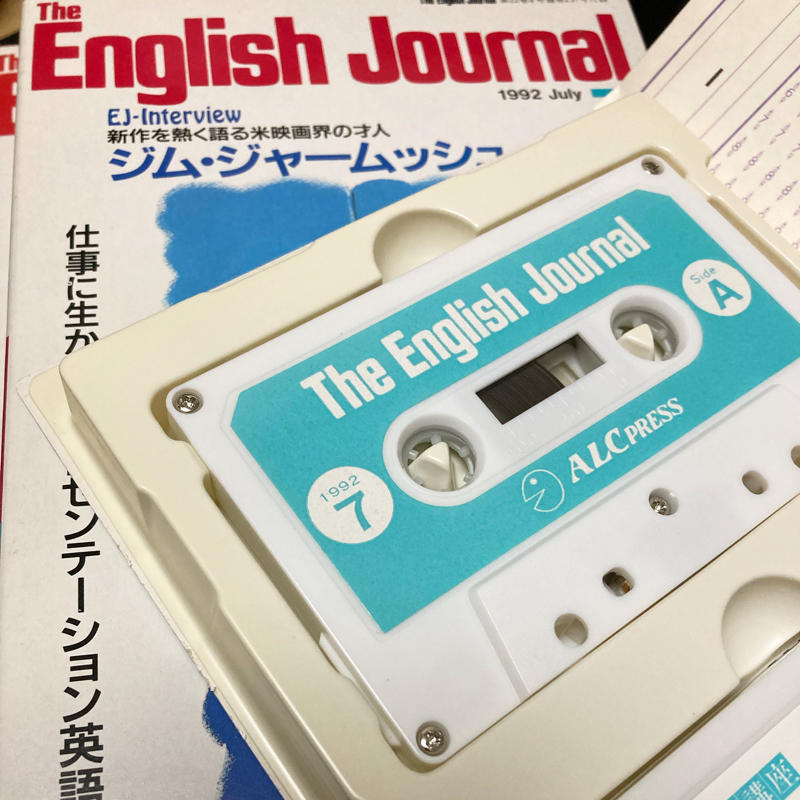 The
English Journal
1992 July
EJ-Interview
新作を熱く語る米映画界の才人
ジム・ジャームッシュ
仕事に生か
センテーション英語
The English Journal
Side
A
1992
7
ALC PRESS
講座